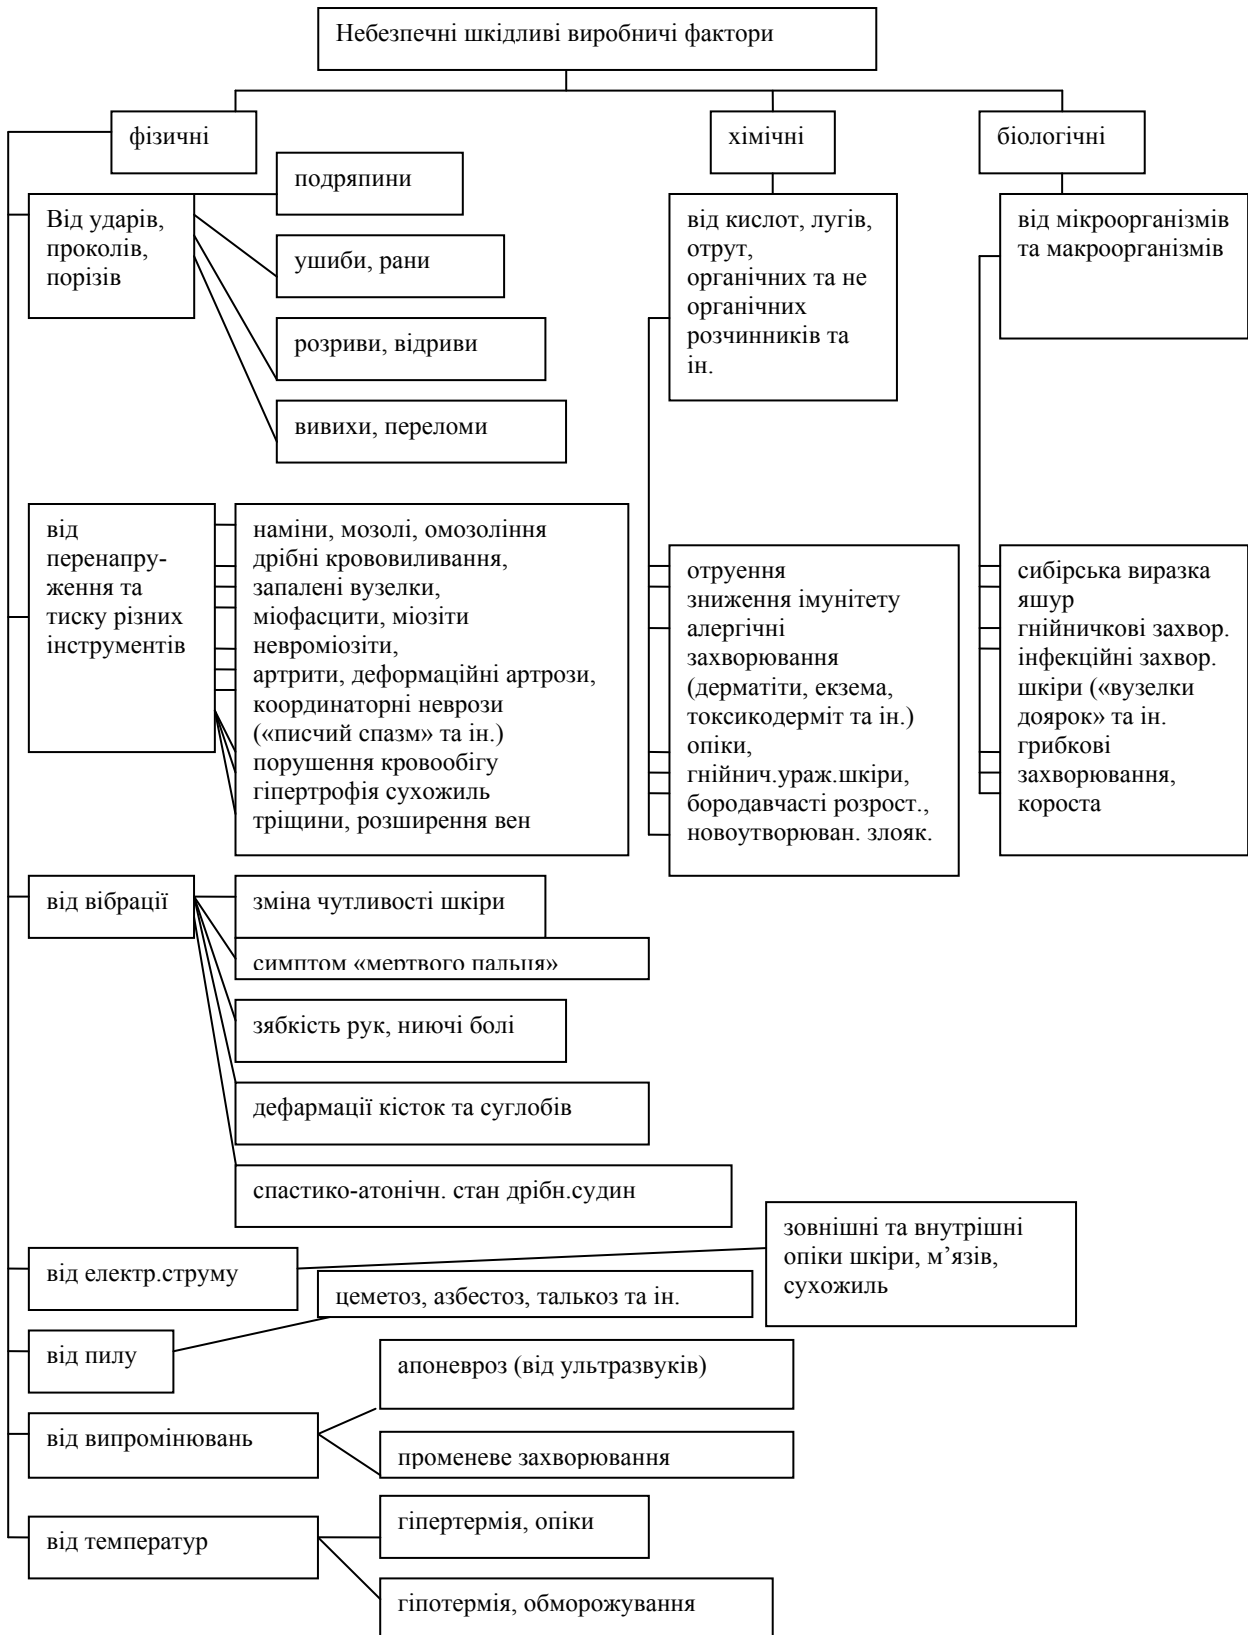 Небезпечні шкідливі виробничі фактори
фізичні
хімічні
біологічні
подряпини
Від ударів,
проколів,
порізів
ушиби, рани
розриви, відриви
вивихи, переломи
від кислот, лугів,
отрут,
органічних та не
органічних
розчинників та
ін.
від мікроорганізмів
та макроорганізмів
від
перенапру-
ження та
тиску різних
інструментів
наміни, мозолі, омозоління
дрібні крововиливання,
запалені вузелки,
міофасцити, міозіти
невроміозіти,
артрити, деформаційні артрози,
координаторні неврози
(«писчий спазм» та ін.)
порушення кровообігу
гіпертрофія сухожиль
тріщини, розширення вен
отруення
зниження імунітету
алергічні
захворювання
(дерматіти, екзема,
токсикодерміт та ін.)
опіки,
гнійнич.ураж.шкіри,
бородавчасті розрост.,
новоутворюван. злояк.
сибірська виразка
яшур
гнійничкові захвор.
інфекційні захвор.
шкіри («вузелки
доярок» та ін.
грибкові
захворювання,
короста
від вібрації
зміна чутливості шкіри
симптом «мертвого пальця»
зябкість рук, ниючі болі
дефармації кісток та суглобів
спастико-атонічн. стан дрібн.судин
від електр.струму
зовнішні та внутрішні
опіки шкіри, м’язів,
сухожиль
цеметоз, азбестоз, талькоз та ін.
від пилу
апоневроз (від ультразвуків)
від випромінювань
променеве захворювання
від температур
гіпертермія, опіки
гіпотермія, обморожування